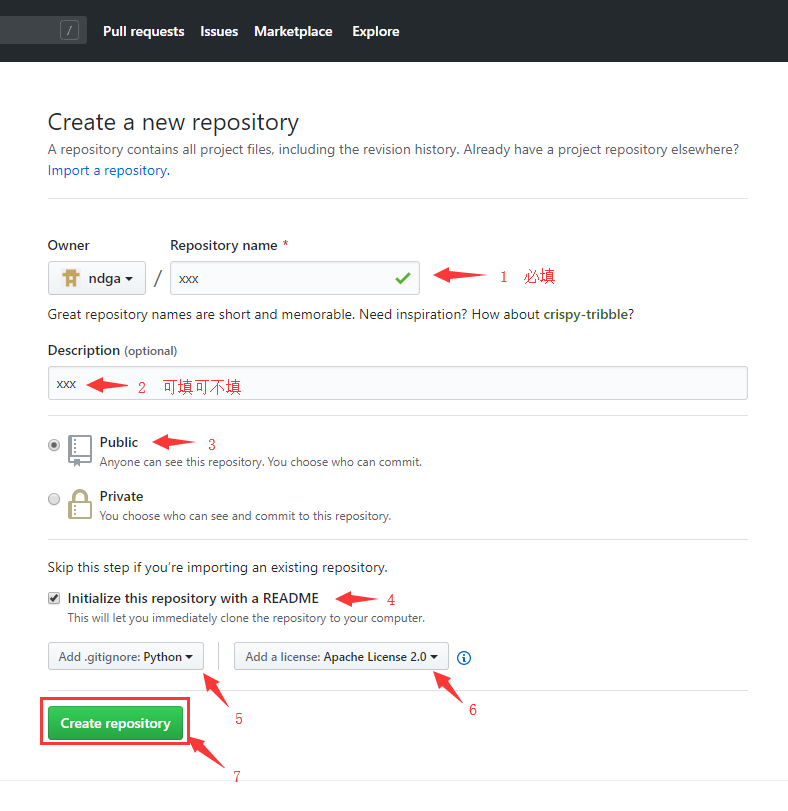 / Pull requests Issues Marketplace Explore
Create a new repository
A repository contains all project files, including the revision history. Already have a project repository elsewhere?
Import a repository.
Owner Repository name *
ndga / xxx 1 必填
Great repository names are short and memorable. Need inspiration? How about crispy-tribble?
Description (optional)
xxx 2 可填可不填
Public 3
Anyone can see this repository. You choose who can commit.
Private
You choose who can see and commit to this repository.
Skip this step if you’re importing an existing repository.
Initialize this repository with a README 4
This will let you immediately clone the repository to your computer.
Add .gitignore: Python Add a license: Apache License 2.0
5 6
Create repository
7